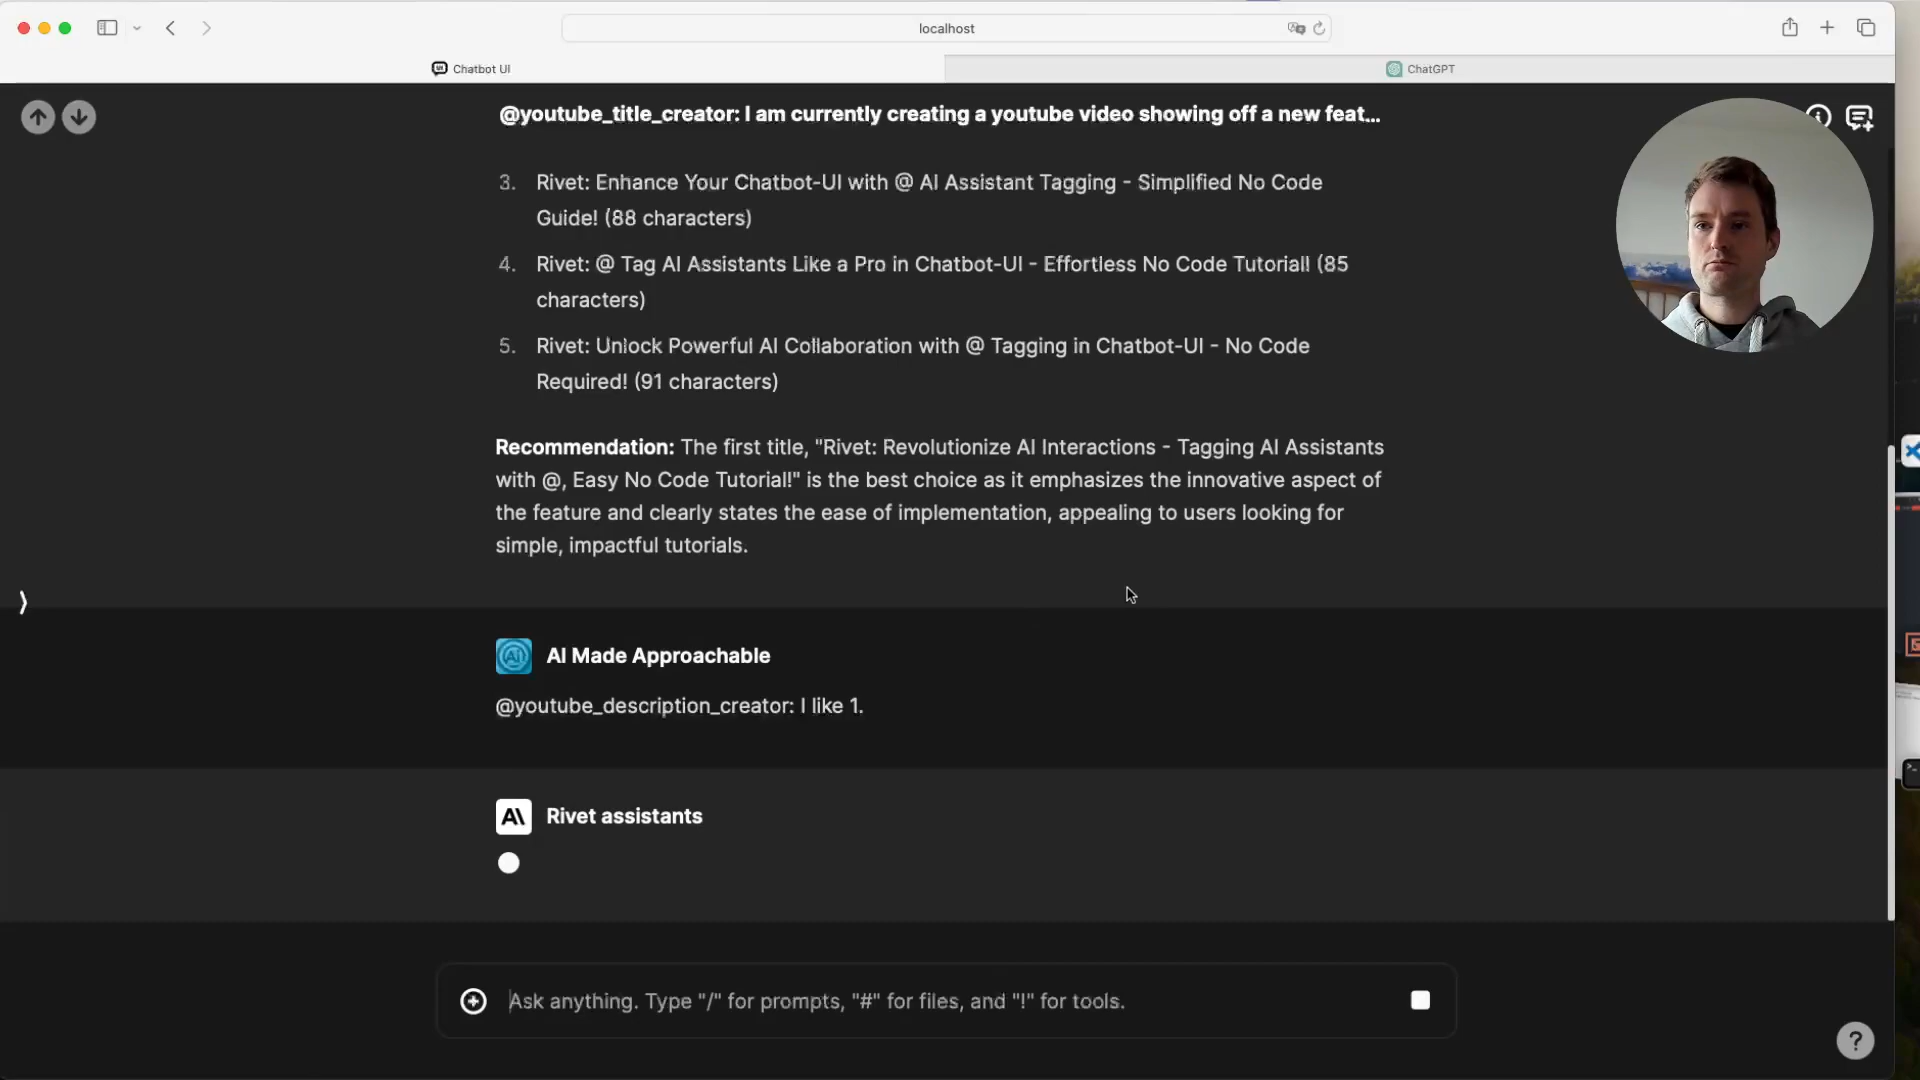 localhost
Chatbot UI
ChatGPT
@youtube_title_creator: I am currently creating a youtube video showing off a new feat...
3. Rivet: Enhance Your Chatbot-UI with @ AI Assistant Tagging - Simplified No Code
Guide! (88 characters)
4. Rivet: @ Tag AI Assistants Like a Pro in Chatbot-UI - Effortless No Code Tutorial! (85
characters)
5. Rivet: Unlock Powerful AI Collaboration with @ Tagging in Chatbot-UI - No Code
Required! (91 characters)
Recommendation: The first title, "Rivet: Revolutionize AI Interactions - Tagging AI Assistants
with @, Easy No Code Tutorial!" is the best choice as it emphasizes the innovative aspect of
the feature and clearly states the ease of implementation, appealing to users looking for
simple, impactful tutorials.
AI Made Approachable
@youtube_description_creator: I like 1.
Rivet assistants
Ask anything. Type "/" for prompts, "#" for files, and "!" for tools.